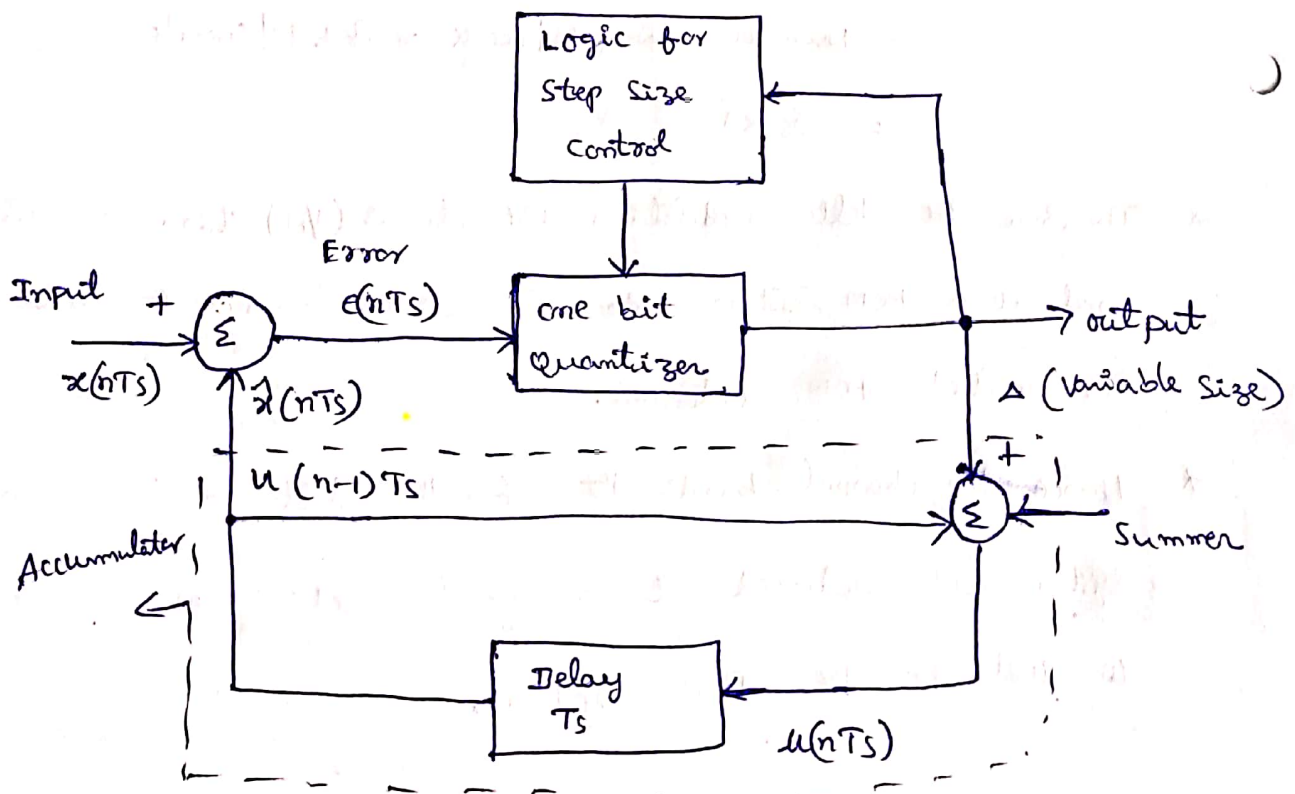 Logic for
Step Size
Control
Error
Input
+
e(nTs)
one bit
Quantizer
Σ
output
x(nTs)
x̂(nTs)
Δ (Variable Size)
+
u(n-1)Ts
Σ
Summer
Accumulator
Delay
Ts
u(nTs)